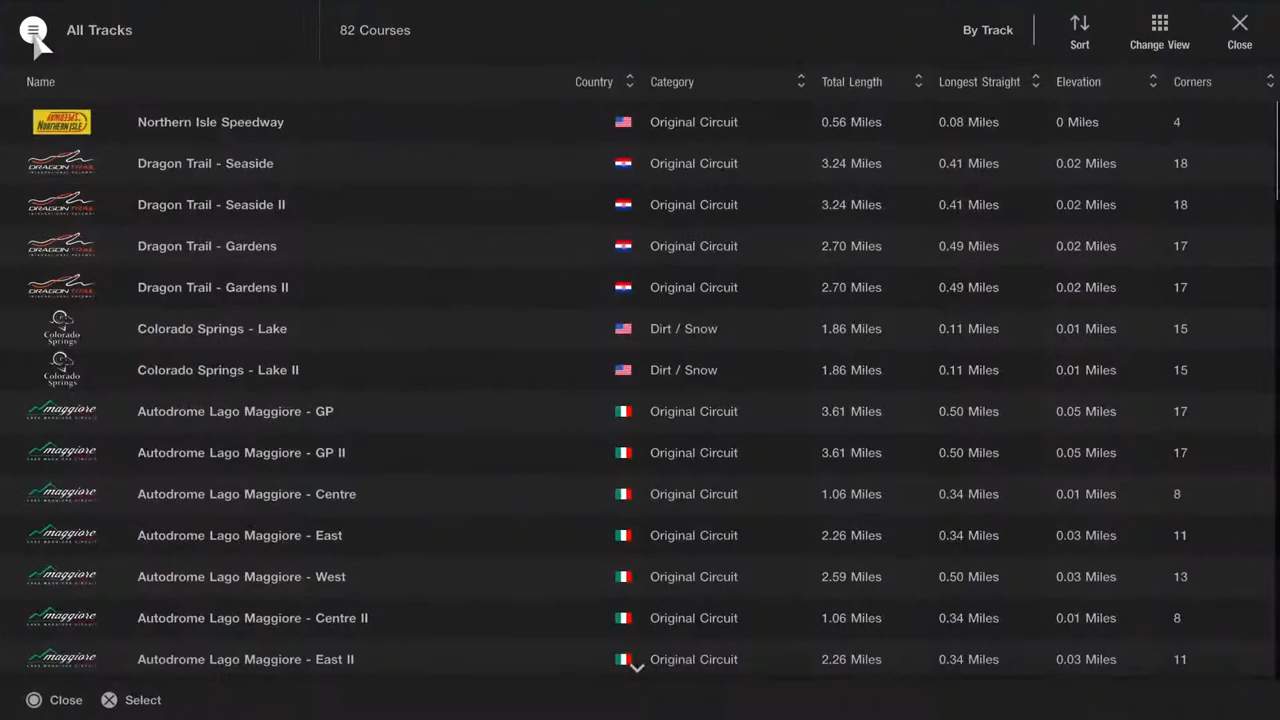 All Tracks 82 Courses By Track Sort Change View Close
Name Country Category Total Length Longest Straight Elevation Corners
NORTHERN ISLE SPEEDWAY Northern Isle Speedway Original Circuit 0.56 Miles 0.08 Miles 0 Miles 4
DRAGON TRAIL Dragon Trail - Seaside Original Circuit 3.24 Miles 0.41 Miles 0.02 Miles 18
DRAGON TRAIL Dragon Trail - Seaside II Original Circuit 3.24 Miles 0.41 Miles 0.02 Miles 18
DRAGON TRAIL Dragon Trail - Gardens Original Circuit 2.70 Miles 0.49 Miles 0.02 Miles 17
DRAGON TRAIL Dragon Trail - Gardens II Original Circuit 2.70 Miles 0.49 Miles 0.02 Miles 17
Colorado Springs Colorado Springs - Lake Dirt / Snow 1.86 Miles 0.11 Miles 0.01 Miles 15
Colorado Springs Colorado Springs - Lake II Dirt / Snow 1.86 Miles 0.11 Miles 0.01 Miles 15
maggiore Autodrome Lago Maggiore - GP Original Circuit 3.61 Miles 0.50 Miles 0.05 Miles 17
maggiore Autodrome Lago Maggiore - GP II Original Circuit 3.61 Miles 0.50 Miles 0.05 Miles 17
maggiore Autodrome Lago Maggiore - Centre Original Circuit 1.06 Miles 0.34 Miles 0.01 Miles 8
maggiore Autodrome Lago Maggiore - East Original Circuit 2.26 Miles 0.34 Miles 0.03 Miles 11
maggiore Autodrome Lago Maggiore - West Original Circuit 2.59 Miles 0.50 Miles 0.03 Miles 13
maggiore Autodrome Lago Maggiore - Centre II Original Circuit 1.06 Miles 0.34 Miles 0.01 Miles 8
maggiore Autodrome Lago Maggiore - East II Original Circuit 2.26 Miles 0.34 Miles 0.03 Miles 11
Close Select